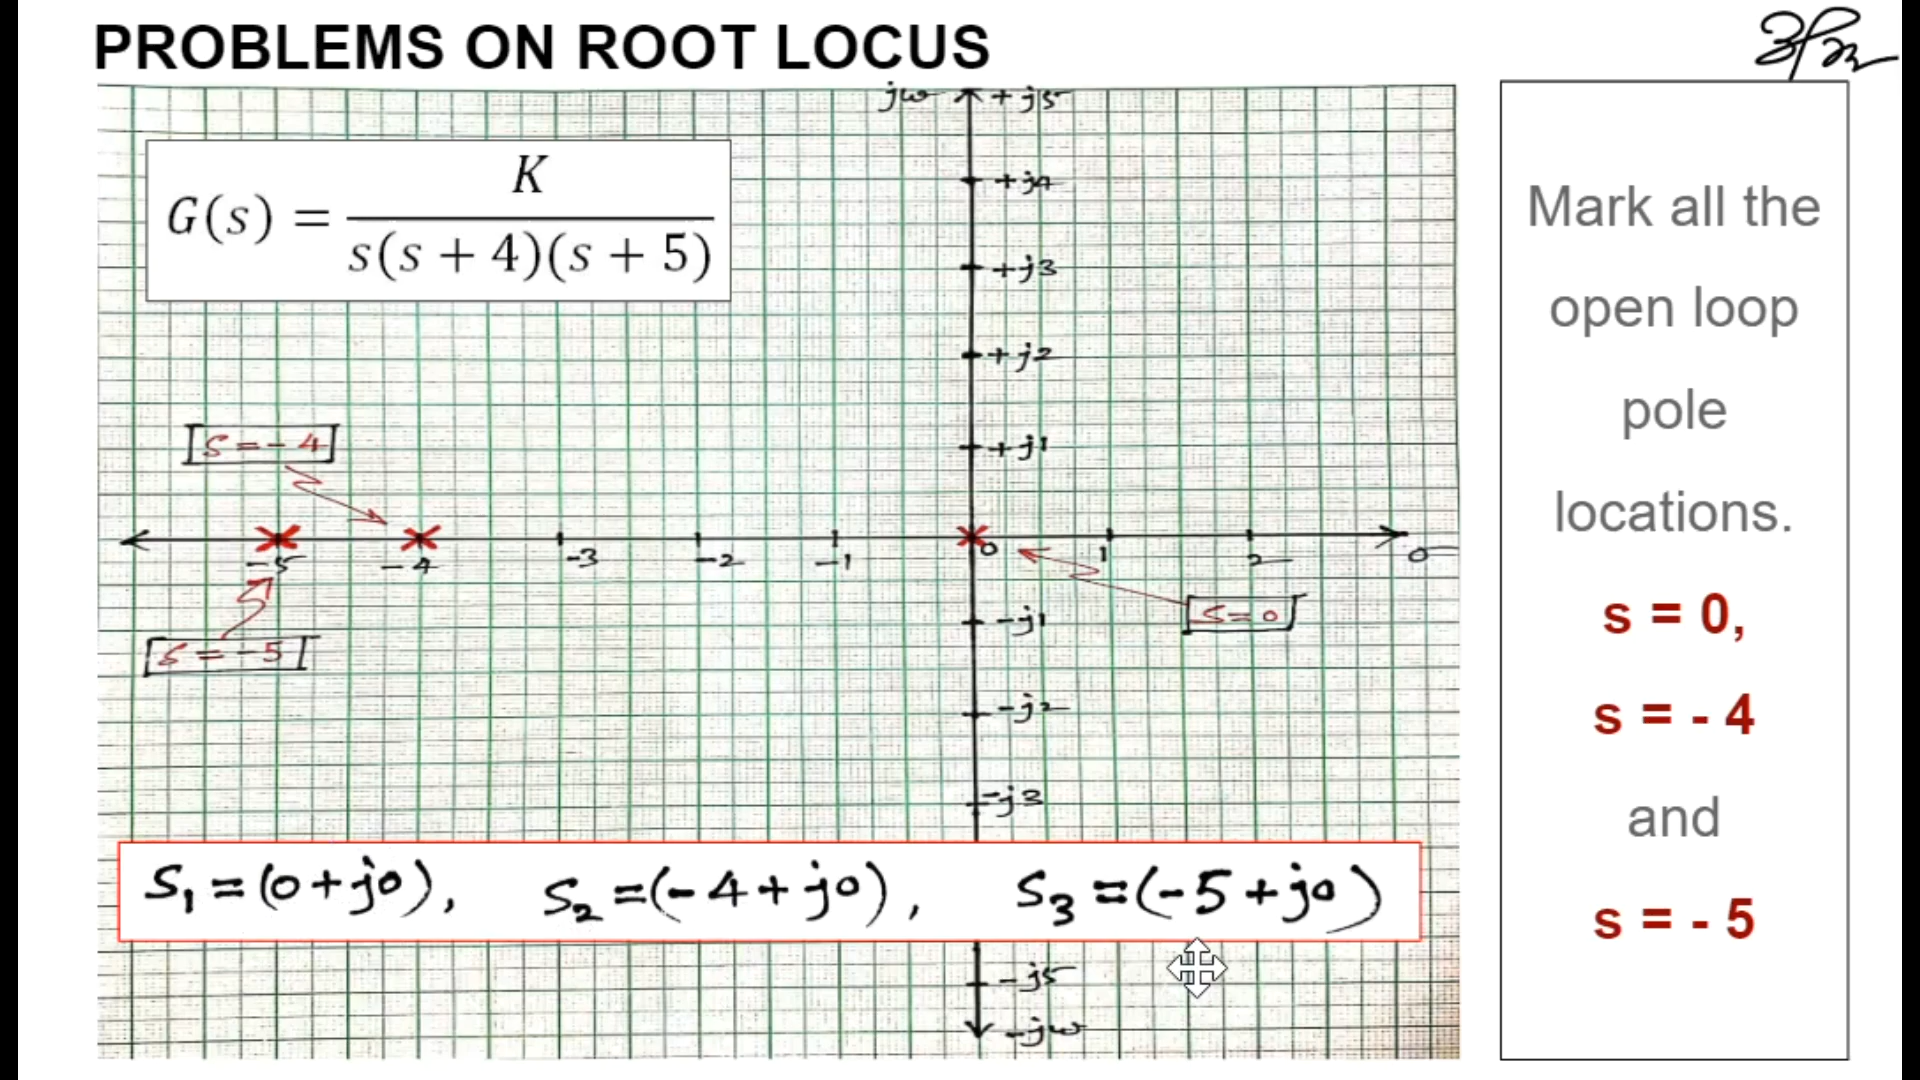 PROBLEMS ON ROOT LOCUS
G(s) = K / s(s + 4)(s + 5)
jω
+j5
+j4
+j3
+j2
+j1
s = -4
-5
-4
-3
-2
-1
0
1
2
σ
s = 0
s = -5
-j1
-j2
-j3
S₁ = (0 + j0), S₂ = (-4 + j0), S₃ = (-5 + j0)
-j5
-jω
Mark all the
open loop
pole
locations.
s = 0,
s = - 4
and
s = - 5